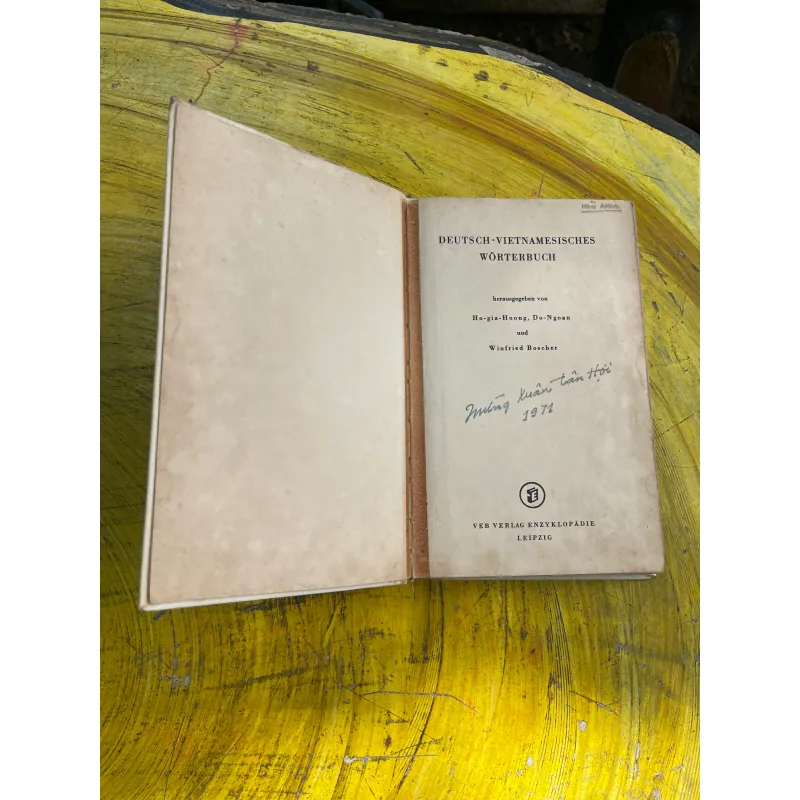 DEUTSCH-VIETNAMESISCHES
WÖRTERBUCH
herausgegeben von
Ho-gia-Huong, Do-Ngoan
und
Winfried Boscher
mừng Xuân Tân Hợi
1971
E
VEB VERLAG ENZYKLOPÄDIE
LEIPZIG